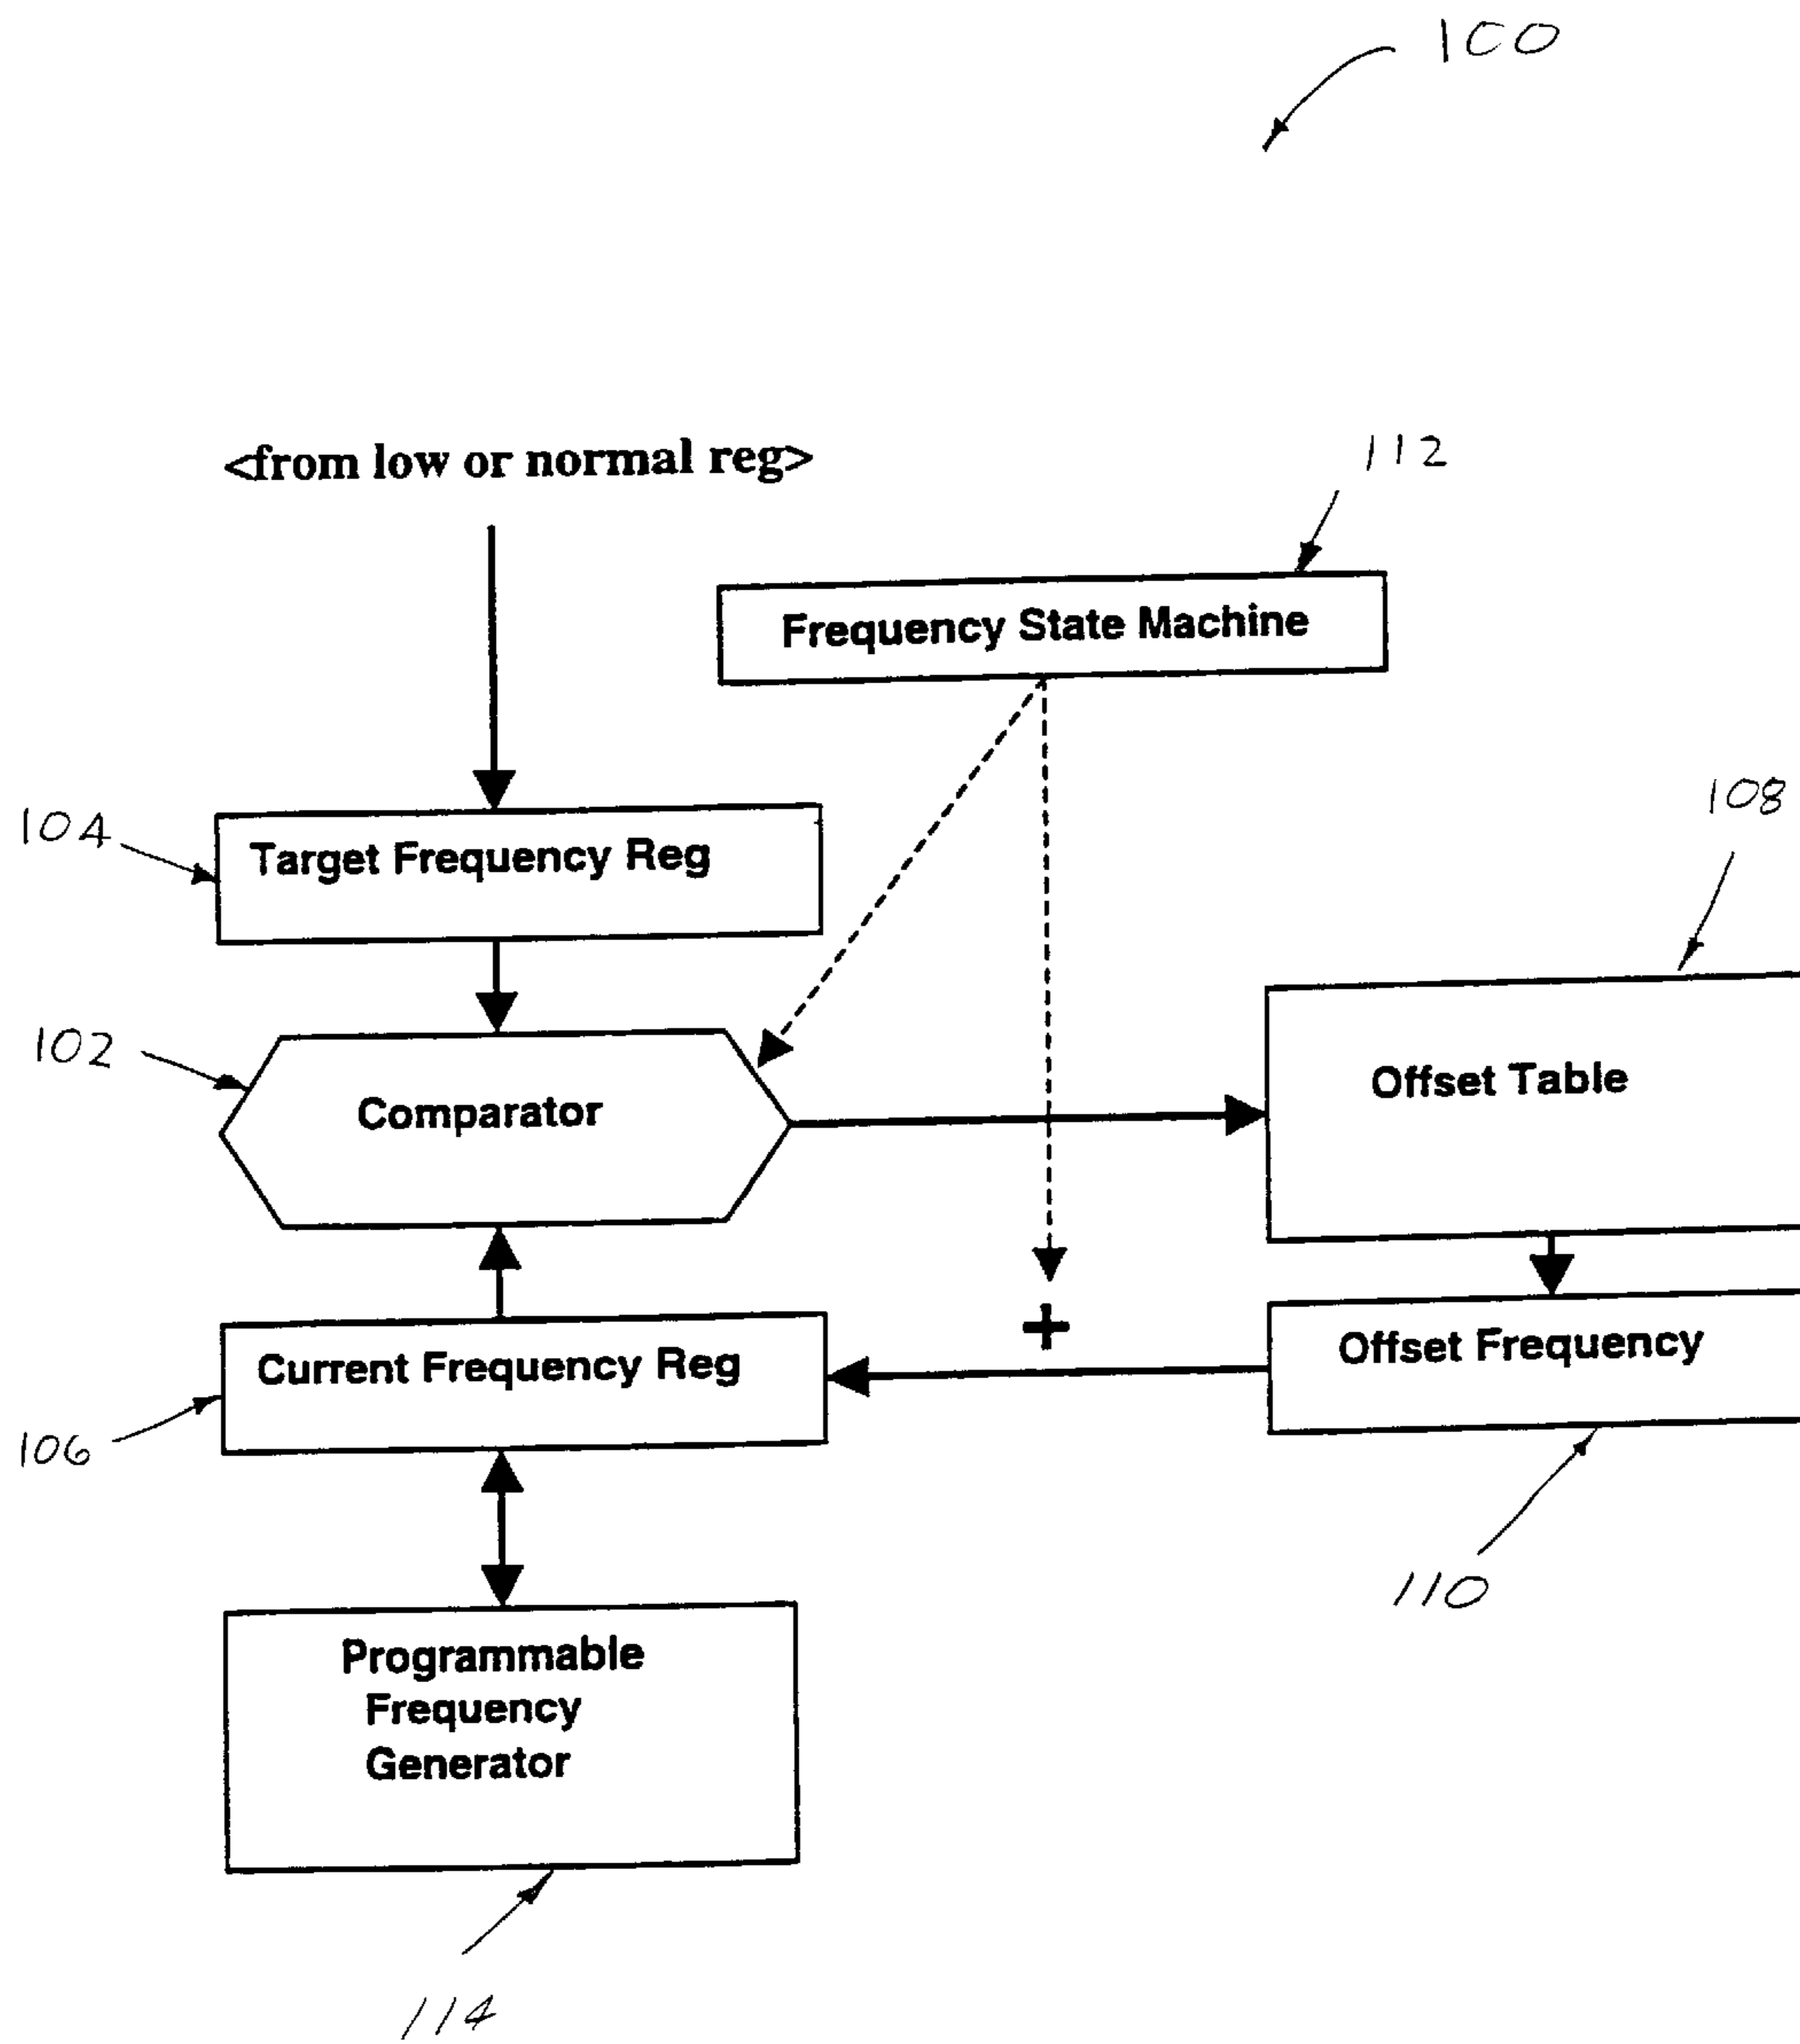 100
<from low or normal reg>
112
Frequency State Machine
108
104
Target Frequency Reg
102
Comparator
Offset Table
+
Current Frequency Reg
Offset Frequency
106
110
Programmable
Frequency
Generator
114